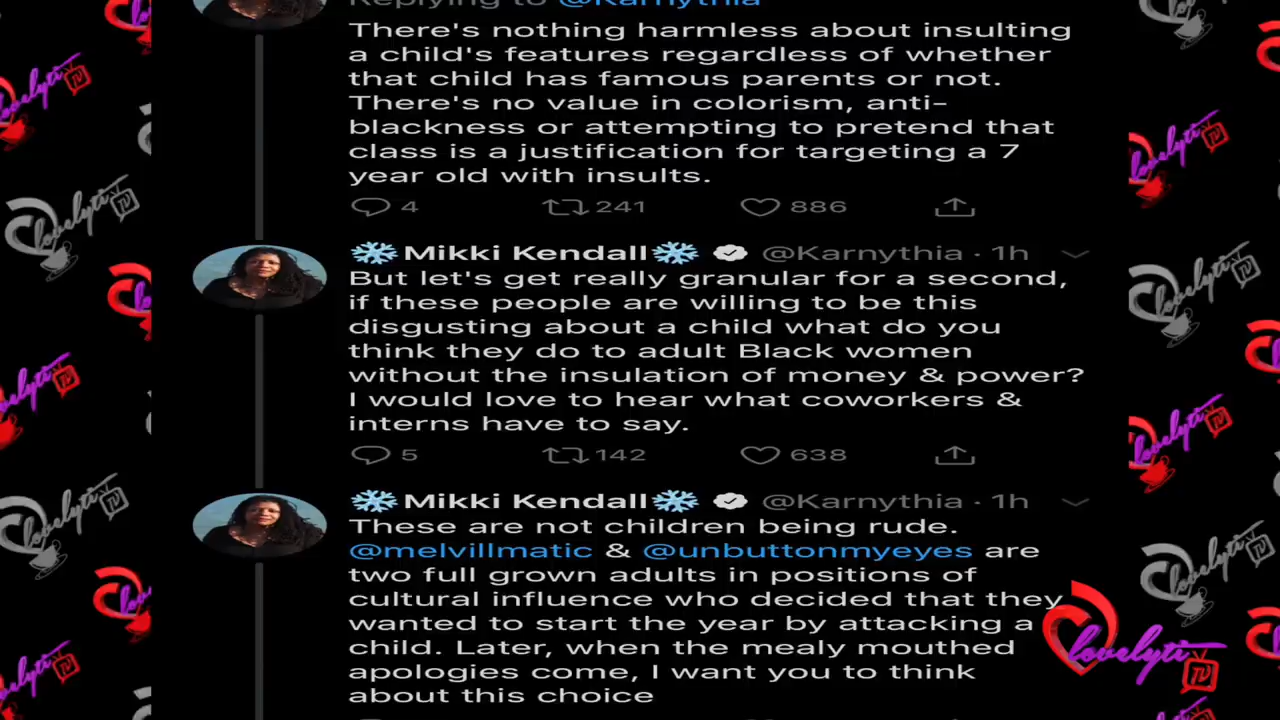 Replying to @Karnythia
There's nothing harmless about insulting
a child's features regardless of whether
that child has famous parents or not.
There's no value in colorism, anti-
blackness or attempting to pretend that
class is a justification for targeting a 7
year old with insults.
4 241 886
Mikki Kendall @Karnythia · 1h
But let's get really granular for a second,
if these people are willing to be this
disgusting about a child what do you
think they do to adult Black women
without the insulation of money & power?
I would love to hear what coworkers &
interns have to say.
5 142 638
Mikki Kendall @Karnythia · 1h
These are not children being rude.
@melvillmatic & @unbuttonmyeyes are
two full grown adults in positions of
cultural influence who decided that they
wanted to start the year by attacking a
child. Later, when the mealy mouthed
apologies come, I want you to think
about this choice
Lovelyti TV